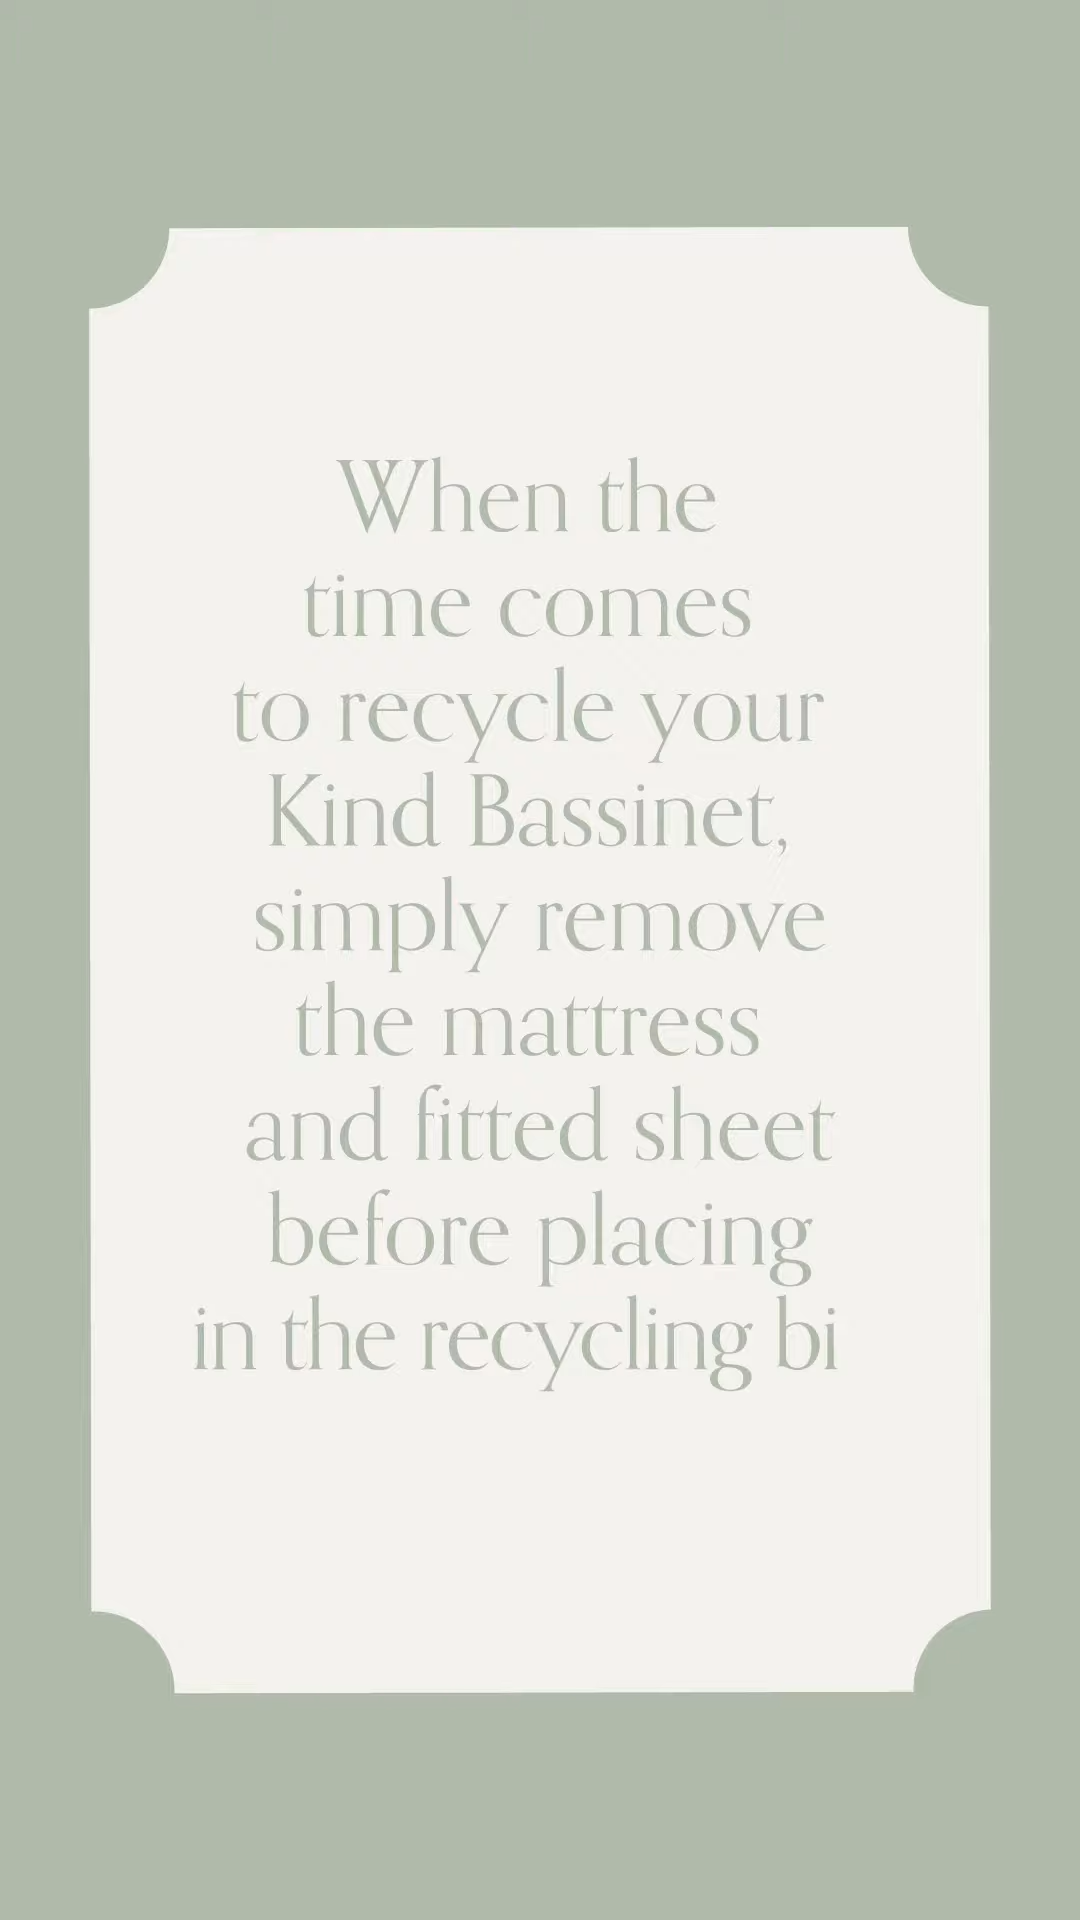 When the
time comes
to recycle your
Kind Bassinet,
simply remove
the mattress
and fitted sheet
before placing
in the recycling bi